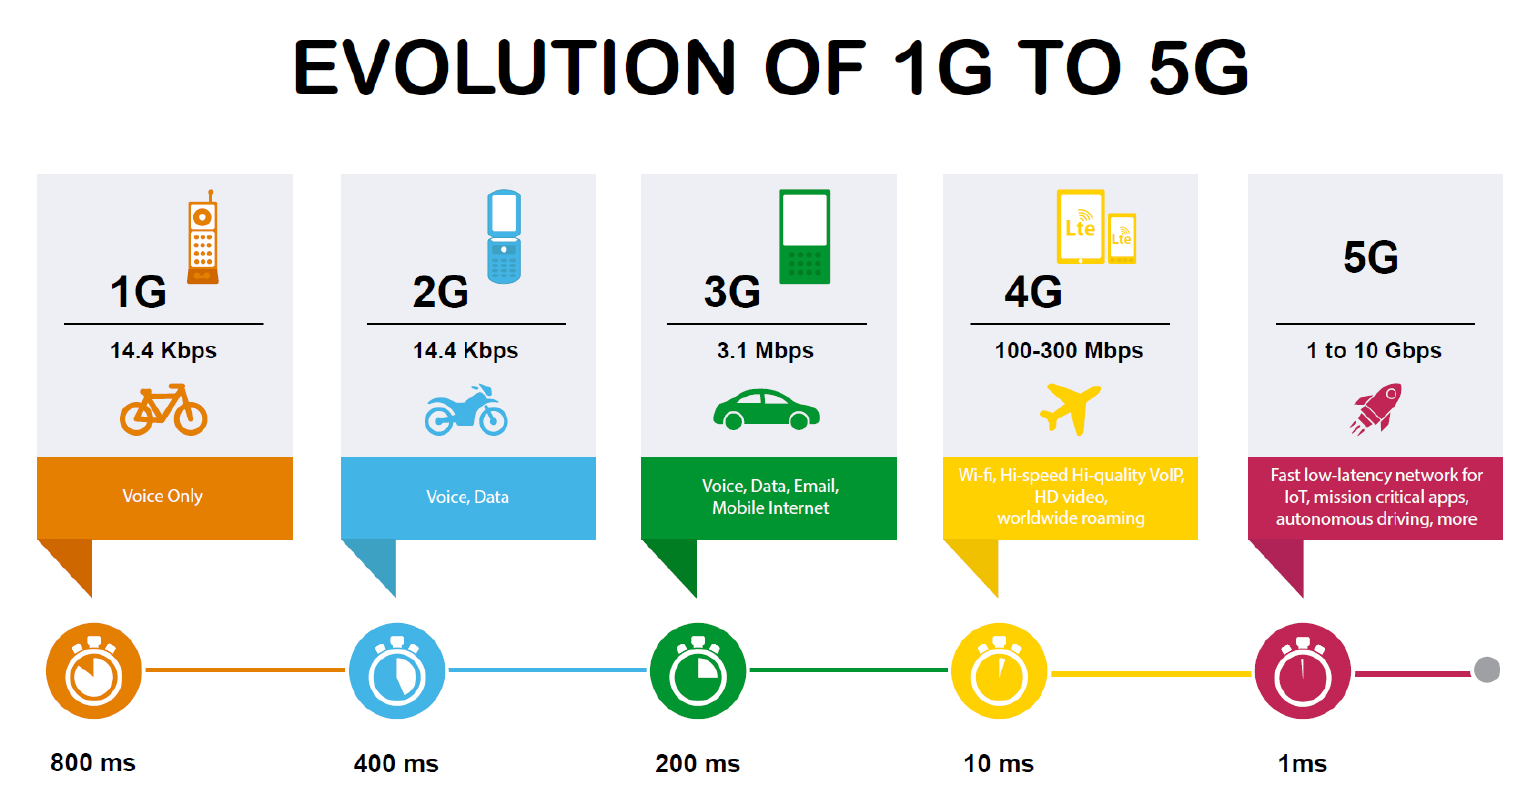 EVOLUTION OF 1G TO 5G
1G
14.4 Kbps
Voice Only
800 ms
2G
14.4 Kbps
Voice, Data
400 ms
3G
3.1 Mbps
Voice, Data, Email,
Mobile Internet
200 ms
Lte
Lte
4G
100-300 Mbps
Wi-fi, Hi-speed Hi-quality VoIP,
HD video,
worldwide roaming
10 ms
5G
1 to 10 Gbps
Fast low-latency network for
IoT, mission critical apps,
autonomous driving, more
1ms